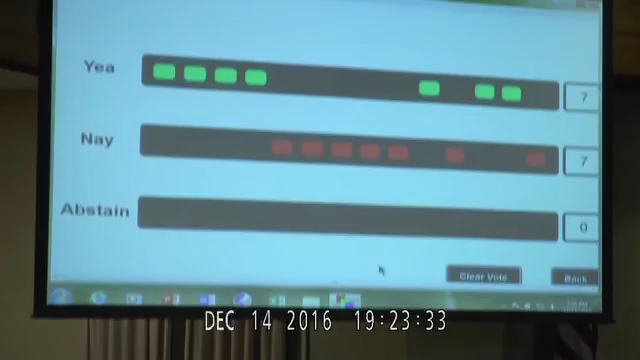 Yea 7
Nay 7
Abstain 0
Clear Vote Back
DEC 14 2016 19:23:33